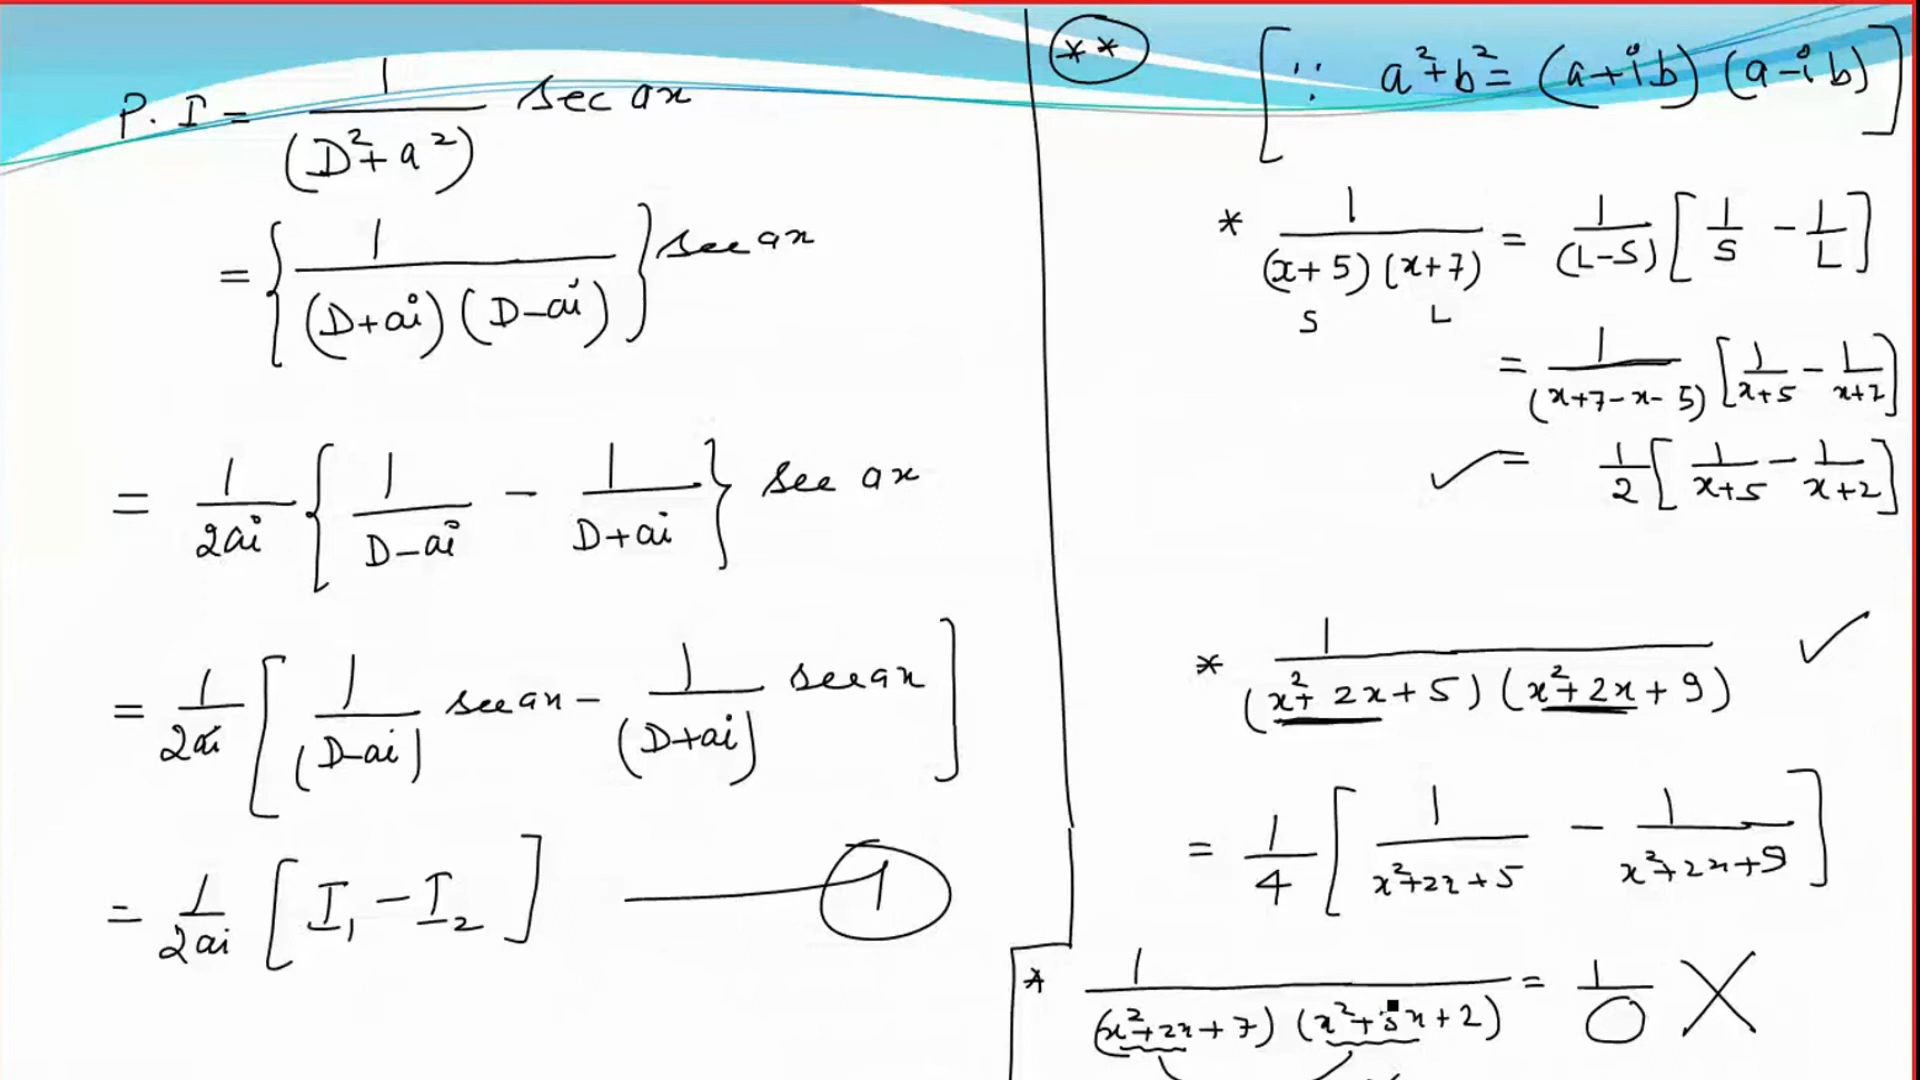 P.I = 1/(D²+a²) sec ax
= {1/((D+ai)(D-ai))} sec ax
= 1/2ai {1/(D-ai) - 1/(D+ai)} sec ax
= 1/2ai [1/(D-ai) sec ax - 1/(D+ai) sec ax]
= 1/2ai [I₁ - I₂] —— 1
**
[∵ a²+b² = (a+ib)(a-ib)]
* 1/((x+5)(x+7)) = 1/(L-S) [1/S - 1/L]
S L
= 1/(x+7-x-5) [1/(x+5) - 1/(x+7)]
✓ = 1/2 [1/(x+5) - 1/(x+2)]
* 1/((x²+2x+5)(x²+2x+9)) ✓
= 1/4 [1/(x²+2x+5) - 1/(x²+2x+9)]
* 1/((x²+2x+7)(x²+3x+2)) = 1/0 ✗